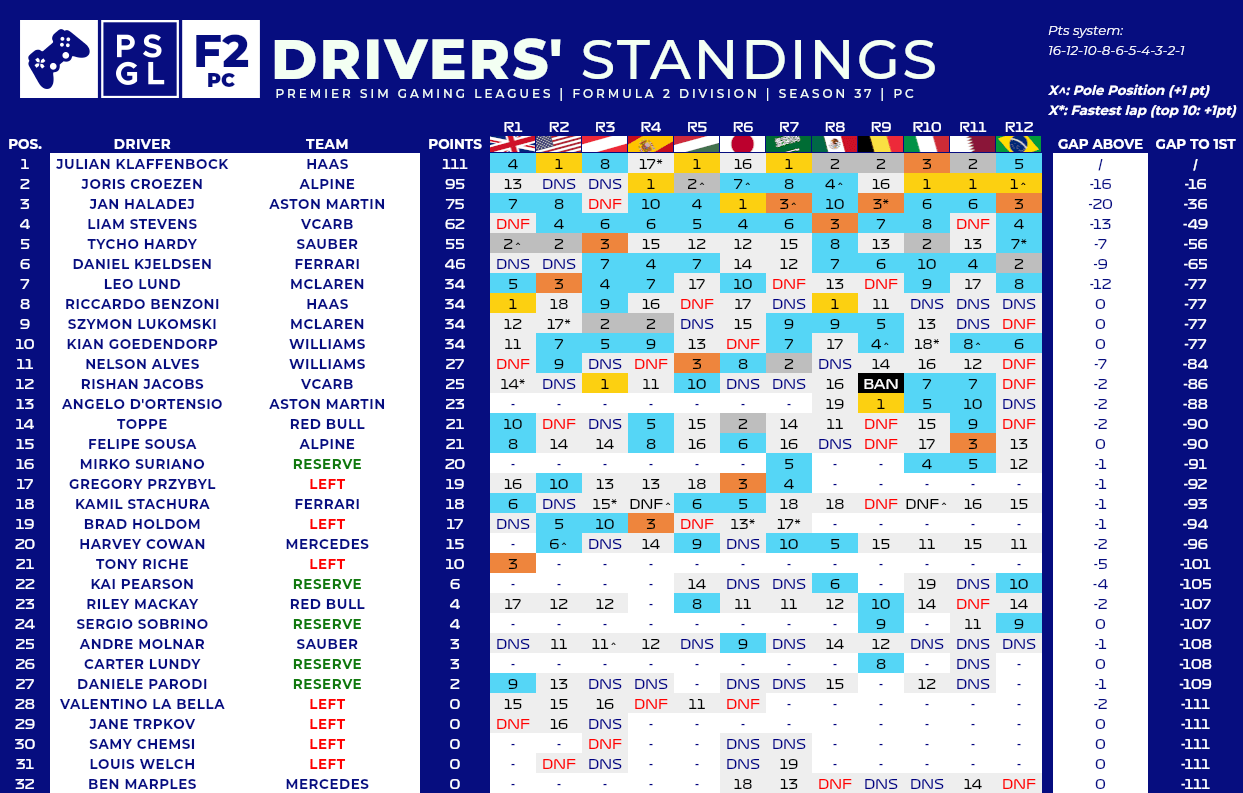 PS GL F2 PC DRIVERS' STANDINGS
PREMIER SIM GAMING LEAGUES | FORMULA 2 DIVISION | SEASON 37 | PC
Pts system:
16-12-10-8-6-5-4-3-2-1
X^: Pole Position (+1 pt)
X*: Fastest lap (top 10: +1pt)
R1 R2 R3 R4 R5 R6 R7 R8 R9 R10 R11 R12
POS. DRIVER TEAM POINTS GAP ABOVE GAP TO 1ST
1 JULIAN KLAFFENBOCK HAAS 111 4 1 8 17* 1 16 1 2 2 3 2 5 / /
2 JORIS CROEZEN ALPINE 95 13 DNS DNS 1 2^ 7^ 8 4^ 16 1 1 1^ -16 -16
3 JAN HALADEJ ASTON MARTIN 75 7 8 DNF 10 4 1 3^ 10 3* 6 6 3 -20 -36
4 LIAM STEVENS VCARB 62 DNF 4 6 6 5 4 6 3 7 8 DNF 4 -13 -49
5 TYCHO HARDY SAUBER 55 2^ 2 3 15 12 12 15 8 13 2 13 7* -7 -56
6 DANIEL KJELDSEN FERRARI 46 DNS DNS 7 4 7 14 12 7 6 10 4 2 -9 -65
7 LEO LUND MCLAREN 34 5 3 4 7 17 10 DNF 13 DNF 9 17 8 -12 -77
8 RICCARDO BENZONI HAAS 34 1 18 9 16 DNF 17 DNS 1 11 DNS DNS DNS 0 -77
9 SZYMON LUKOMSKI MCLAREN 34 12 17* 2 2 DNS 15 9 9 5 13 DNS DNF 0 -77
10 KIAN GOEDENDORP WILLIAMS 34 11 7 5 9 13 DNF 7 17 4^ 18* 8^ 6 0 -77
11 NELSON ALVES WILLIAMS 27 DNF 9 DNS DNF 3 8 2 DNS 14 16 12 DNF -7 -84
12 RISHAN JACOBS VCARB 25 14* DNS 1 11 10 DNS DNS 16 BAN 7 7 DNF -2 -86
13 ANGELO D'ORTENSIO ASTON MARTIN 23 - - - - - - - 19 1 5 10 DNS -2 -88
14 TOPPE RED BULL 21 10 DNF DNS 5 15 2 14 11 DNF 15 9 DNF -2 -90
15 FELIPE SOUSA ALPINE 21 8 14 14 8 16 6 16 DNS DNF 17 3 13 0 -90
16 MIRKO SURIANO RESERVE 20 - - - - - - 5 - - 4 5 12 -1 -91
17 GREGORY PRZYBYL LEFT 19 16 10 13 13 18 3 4 - - - - - -1 -92
18 KAMIL STACHURA FERRARI 18 6 DNS 15* DNF^ 6 5 18 18 DNF DNF^ 16 15 -1 -93
19 BRAD HOLDOM LEFT 17 DNS 5 10 3 DNF 13* 17* - - - - - -1 -94
20 HARVEY COWAN MERCEDES 15 - 6^ DNS 14 9 DNS 10 5 15 11 15 11 -2 -96
21 TONY RICHE LEFT 10 3 - - - - - - - - - - - -5 -101
22 KAI PEARSON RESERVE 6 - - - - 14 DNS DNS 6 - 19 DNS 10 -4 -105
23 RILEY MACKAY RED BULL 4 17 12 12 - 8 11 11 12 10 14 DNF 14 -2 -107
24 SERGIO SOBRINO RESERVE 4 - - - - - - - - 9 - 11 9 0 -107
25 ANDRE MOLNAR SAUBER 3 DNS 11 11^ 12 DNS 9 DNS 14 12 DNS DNS DNS -1 -108
26 CARTER LUNDY RESERVE 3 - - - - - - - - 8 - DNS - 0 -108
27 DANIELE PARODI RESERVE 2 9 13 DNS DNS - DNS DNS 15 - 12 DNS - -1 -109
28 VALENTINO LA BELLA LEFT 0 15 15 16 DNF 11 DNF - - - - - - -2 -111
29 JANE TRPKOV LEFT 0 DNF 16 DNS - - - - - - - - - 0 -111
30 SAMY CHEMSI LEFT 0 - - DNF - - DNS DNS - - - - - 0 -111
31 LOUIS WELCH LEFT 0 - DNF DNS - - DNS 19 - - - - - 0 -111
32 BEN MARPLES MERCEDES 0 - - - - - 18 13 DNF DNS DNS 14 DNF 0 -111